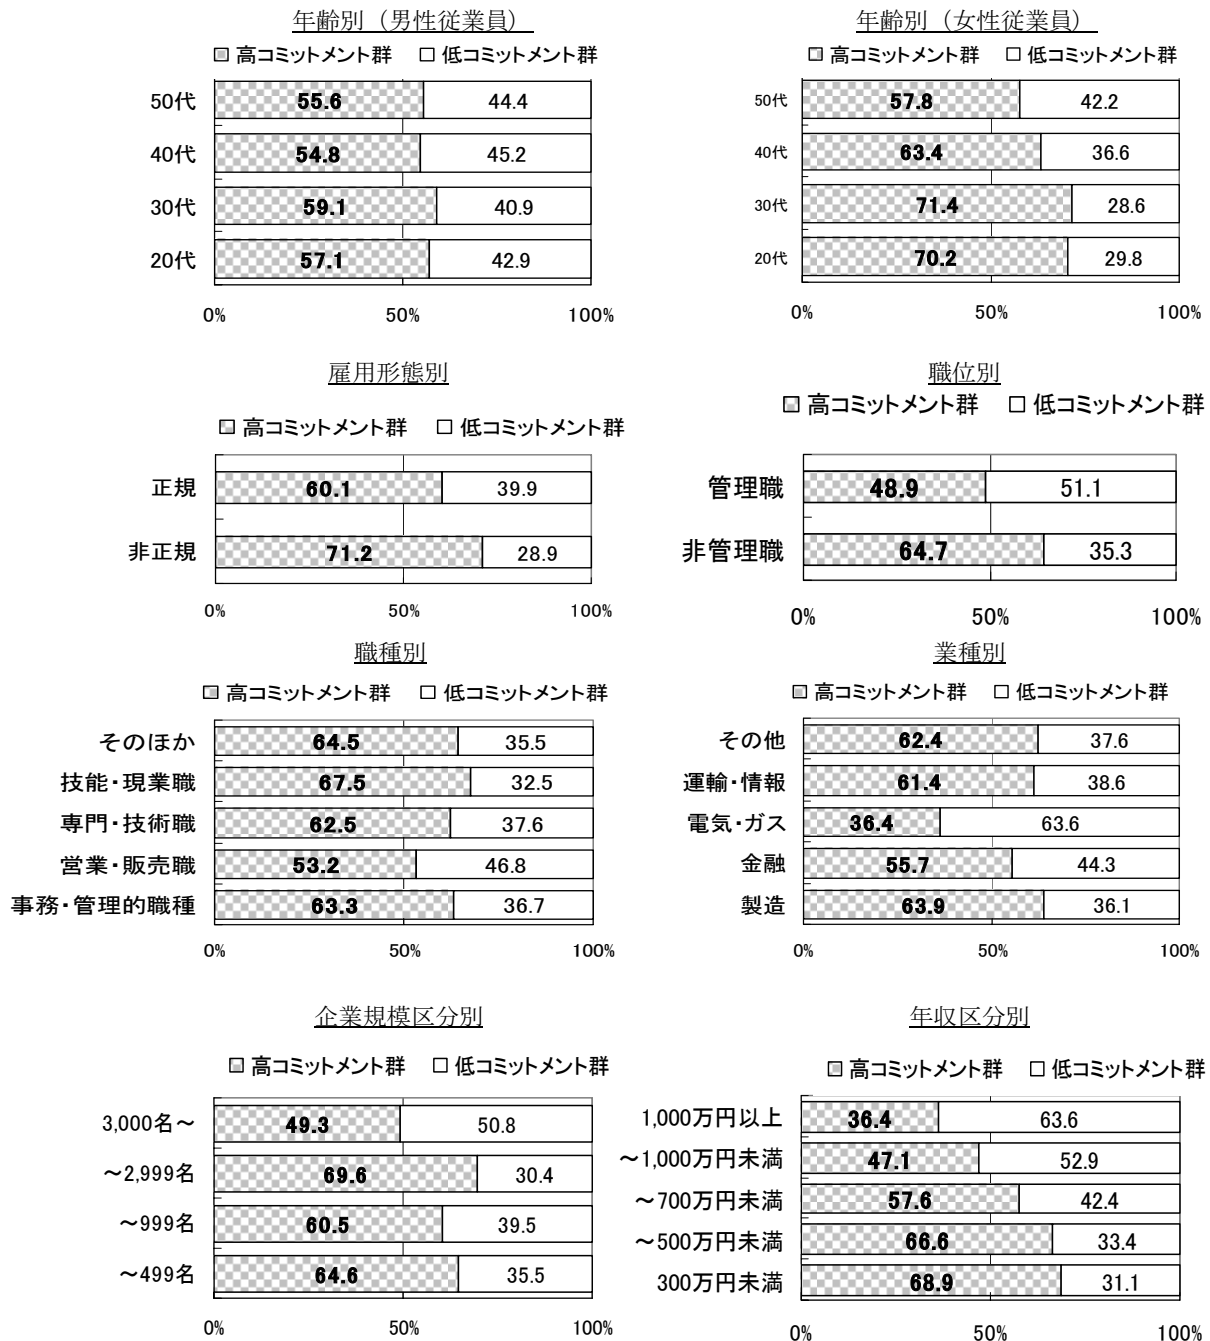 年齢別（男性従業員）
高コミットメント群 低コミットメント群
50代 55.6 44.4
40代 54.8 45.2
30代 59.1 40.9
20代 57.1 42.9
0% 50% 100%
年齢別（女性従業員）
高コミットメント群 低コミットメント群
50代 57.8 42.2
40代 63.4 36.6
30代 71.4 28.6
20代 70.2 29.8
0% 50% 100%
雇用形態別
高コミットメント群 低コミットメント群
正規 60.1 39.9
非正規 71.2 28.9
0% 50% 100%
職位別
高コミットメント群 低コミットメント群
管理職 48.9 51.1
非管理職 64.7 35.3
0% 50% 100%
職種別
高コミットメント群 低コミットメント群
そのほか 64.5 35.5
技能・現業職 67.5 32.5
専門・技術職 62.5 37.6
営業・販売職 53.2 46.8
事務・管理的職種 63.3 36.7
0% 50% 100%
業種別
高コミットメント群 低コミットメント群
その他 62.4 37.6
運輸・情報 61.4 38.6
電気・ガス 36.4 63.6
金融 55.7 44.3
製造 63.9 36.1
0% 50% 100%
企業規模区分別
高コミットメント群 低コミットメント群
3,000名～ 49.3 50.8
～2,999名 69.6 30.4
～999名 60.5 39.5
～499名 64.6 35.5
0% 50% 100%
年収区分別
高コミットメント群 低コミットメント群
1,000万円以上 36.4 63.6
～1,000万円未満 47.1 52.9
～700万円未満 57.6 42.4
～500万円未満 66.6 33.4
300万円未満 68.9 31.1
0% 50% 100%